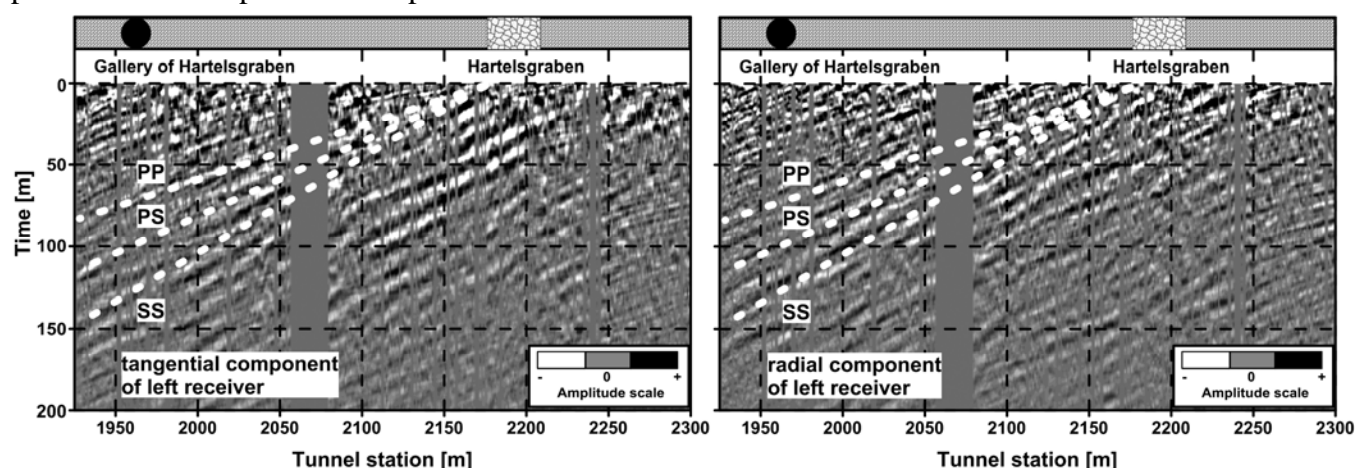 Gallery of Hartelsgraben Hartelsgraben
0
50
100
150
200
Time [m]
PP
PS
SS
tangential component
of left receiver
- 0 +
Amplitude scale
1950 2000 2050 2100 2150 2200 2250 2300
Tunnel station [m]
Gallery of Hartelsgraben Hartelsgraben
PP
PS
SS
radial component
of left receiver
- 0 +
Amplitude scale
1950 2000 2050 2100 2150 2200 2250 2300
Tunnel station [m]